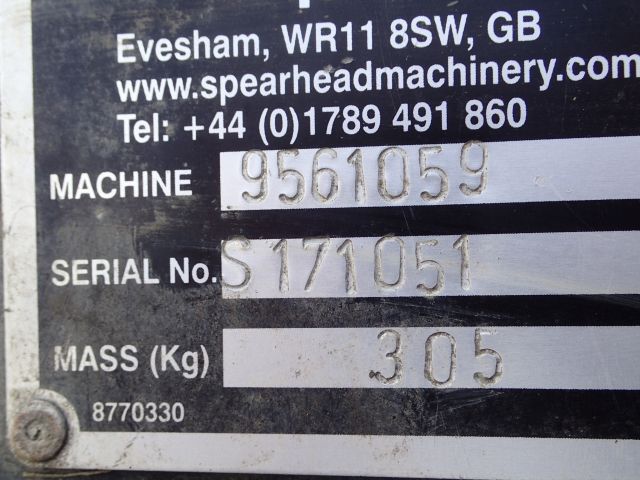 Evesham, WR11 8SW, GB
www.spearheadmachinery.com
Tel: +44 (0)1789 491 860
MACHINE 9561059
SERIAL No. S171051
MASS (Kg) 305
8770330